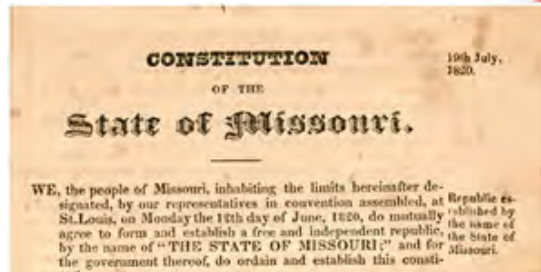 CONSTITUTION
OF THE
State of Missouri.
19th July,
1820.
WE, the people of Missouri, inhabiting the limits hereinafter de-
signated, by our representatives in convention assembled, at
St.Louis, on Monday the 12th day of June, 1820, do mutually
agree to form and establish a free and independent republic,
by the name of "THE STATE OF MISSOURI;" and for
the government thereof, do ordain and establish this consti-
Republic es-
tablished by
the name of
the State of
Missouri.